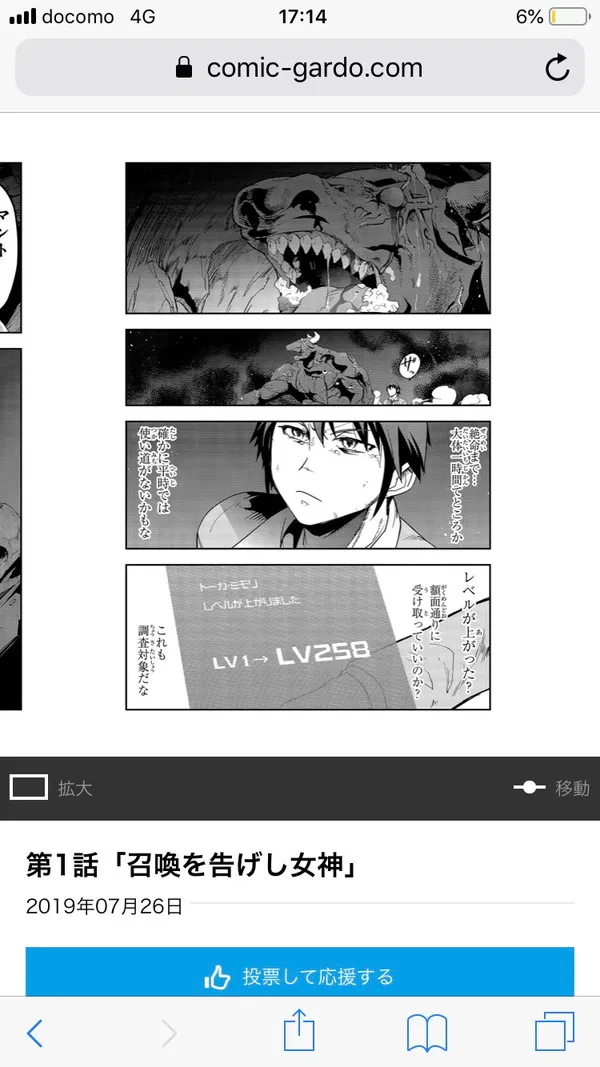 docomo 4G 17:14 6%
comic-gardo.com
マント
ザッ
絶命まで…
大体一時間てところか
確かに平時では
使い道がないかもな
レベルが上がった?
額面通りに
受け取っていいのか?
トーカ・ミモリ
レベルが上がりました
LV1→LV258
これも
調査対象だな
拡大
移動
第1話「召喚を告げし女神」
2019年07月26日
投票して応援する